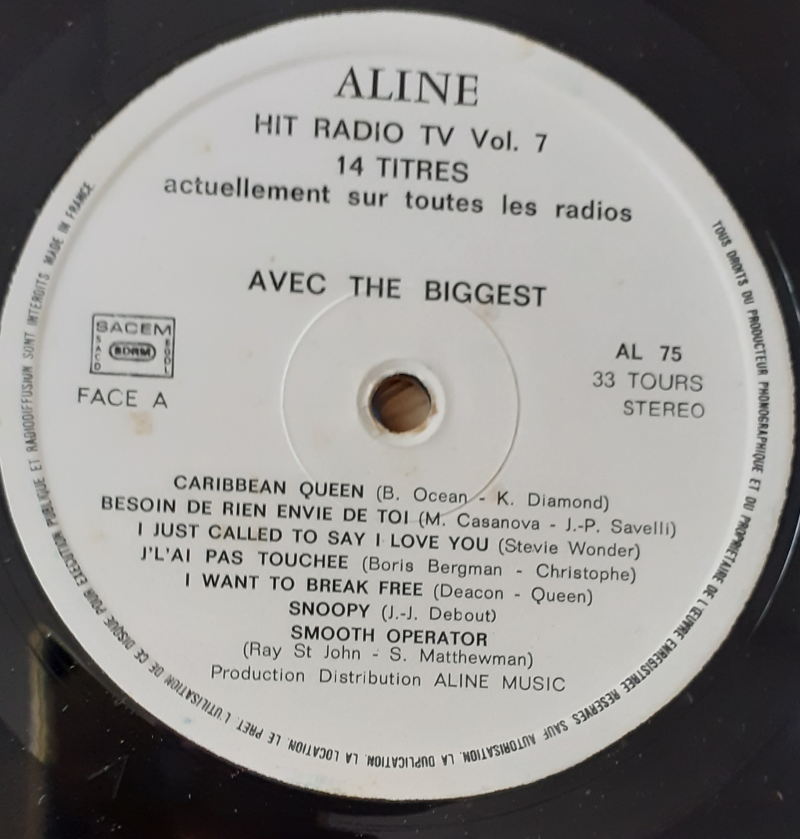 ALINE
HIT RADIO TV Vol. 7
14 TITRES
actuellement sur toutes les radios
AVEC THE BIGGEST
SACEM
SACD
SDRM
SGDL
FACE A
AL 75
33 TOURS
STEREO
CARIBBEAN QUEEN (B. Ocean - K. Diamond)
BESOIN DE RIEN ENVIE DE TOI (M. Casanova - J.-P. Savelli)
I JUST CALLED TO SAY I LOVE YOU (Stevie Wonder)
J'L'AI PAS TOUCHEE (Boris Bergman - Christophe)
I WANT TO BREAK FREE (Deacon - Queen)
SNOOPY (J.-J. Debout)
SMOOTH OPERATOR
(Ray St John - S. Matthewman)
Production Distribution ALINE MUSIC
TOUS DROITS DU PRODUCTEUR PHONOGRAPHIQUE ET DU PROPRIETAIRE DE L'ŒUVRE ENREGISTREE RESERVES SAUF AUTORISATION. LA DUPLICATION. LA LOCATION. LE PRET. L'UTILISATION DE CE DISQUE POUR EXECUTION PUBLIQUE ET RADIODIFFUSION SONT INTERDITS MADE IN FRANCE